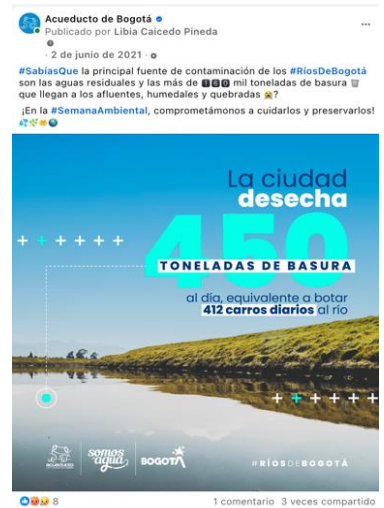 Acueducto de Bogotá
Publicado por Libia Caicedo Pineda
· 2 de junio de 2021 ·
#SabíasQue la principal fuente de contaminación de los #RíosDeBogotá
son las aguas residuales y las más de 160 mil toneladas de basura 🗑
que llegan a los afluentes, humedales y quebradas 😭?
¡En la #SemanaAmbiental, comprometámonos a cuidarlos y preservarlos!
La ciudad
desecha
450
TONELADAS DE BASURA
al día, equivalente a botar
412 carros diarios al río
acueducto
somos
agua
BOGOTÁ
#RÍOSDEBOGOTÁ
8
1 comentario 3 veces compartido